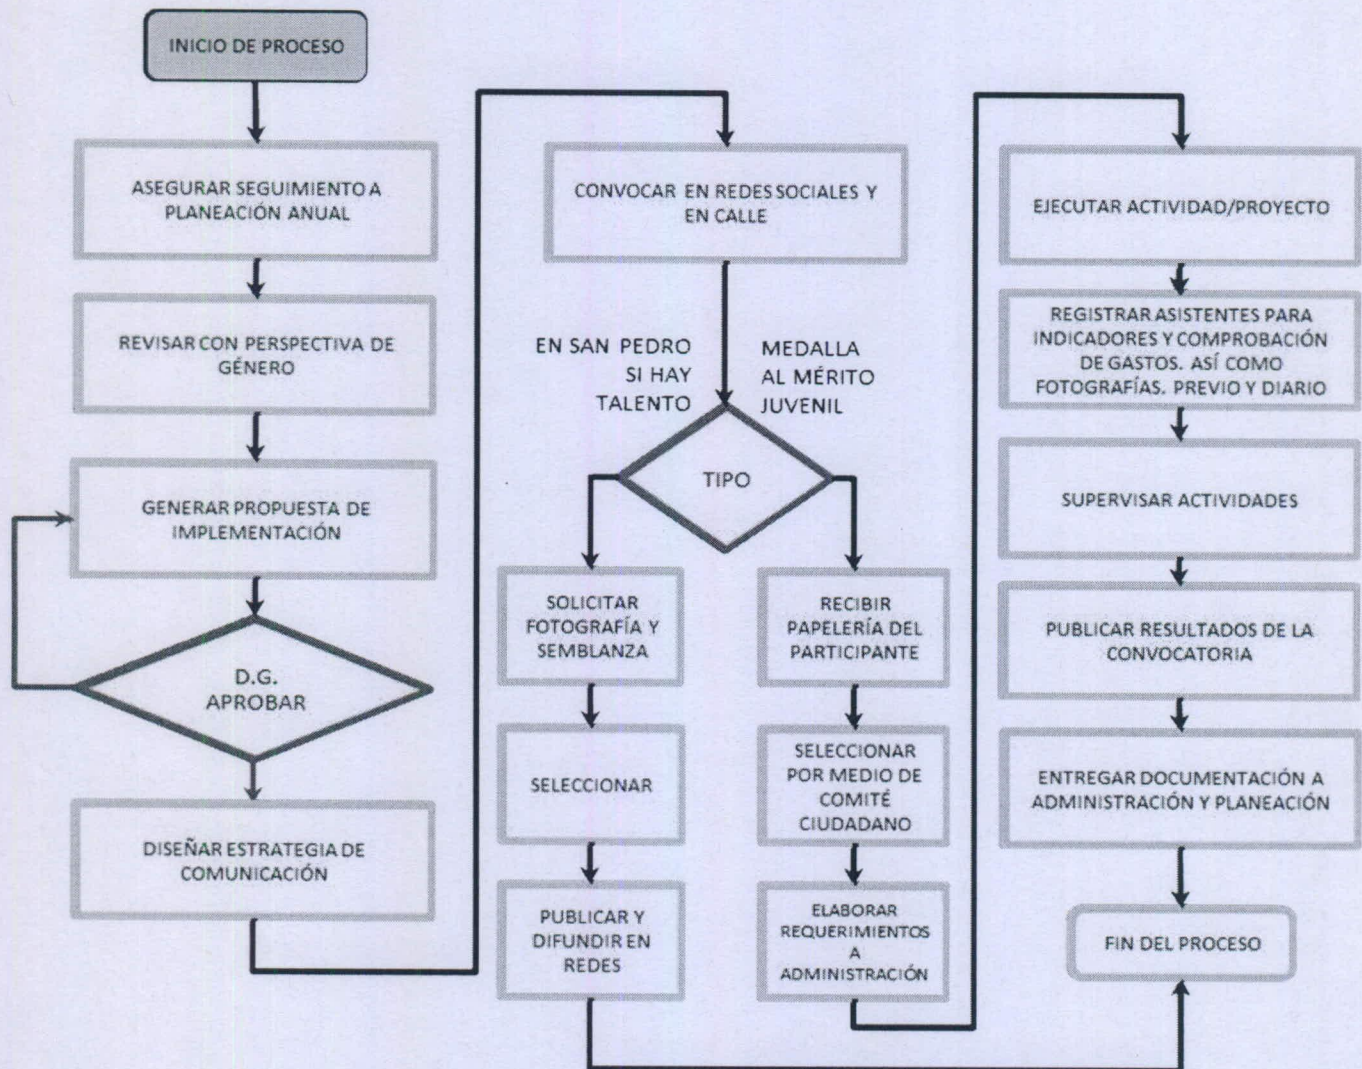 INICIO DE PROCESO
ASEGURAR SEGUIMIENTO A
PLANEACIÓN ANUAL
REVISAR CON PERSPECTIVA DE
GÉNERO
GENERAR PROPUESTA DE
IMPLEMENTACIÓN
D.G.
APROBAR
DISEÑAR ESTRATEGIA DE
COMUNICACIÓN
CONVOCAR EN REDES SOCIALES Y
EN CALLE
EN SAN PEDRO
SI HAY
TALENTO
MEDALLA
AL MÉRITO
JUVENIL
TIPO
SOLICITAR
FOTOGRAFÍA Y
SEMBLANZA
SELECCIONAR
PUBLICAR Y
DIFUNDIR EN
REDES
RECIBIR
PAPELERÍA DEL
PARTICIPANTE
SELECCIONAR
POR MEDIO DE
COMITÉ
CIUDADANO
ELABORAR
REQUERIMIENTOS
A
ADMINISTRACIÓN
EJECUTAR ACTIVIDAD/PROYECTO
REGISTRAR ASISTENTES PARA
INDICADORES Y COMPROBACIÓN
DE GASTOS. ASÍ COMO
FOTOGRAFÍAS. PREVIO Y DIARIO
SUPERVISAR ACTIVIDADES
PUBLICAR RESULTADOS DE LA
CONVOCATORIA
ENTREGAR DOCUMENTACIÓN A
ADMINISTRACIÓN Y PLANEACIÓN
FIN DEL PROCESO